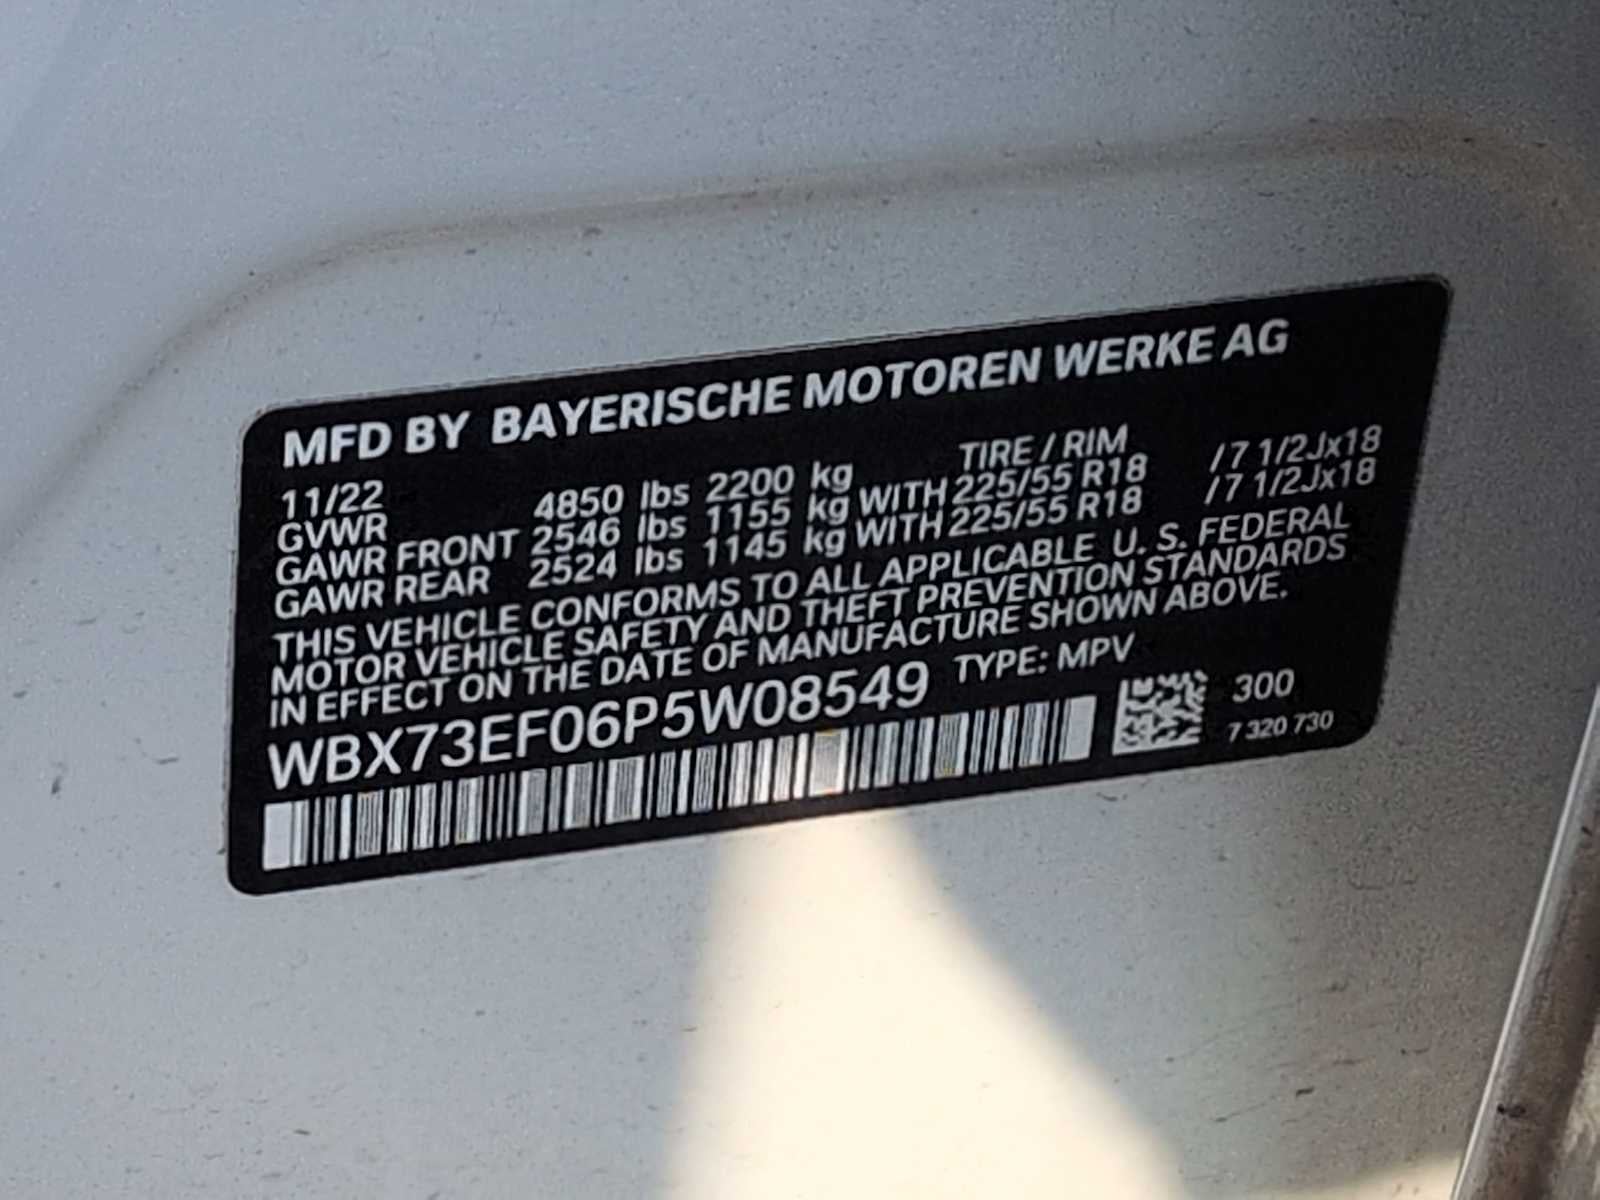 MFD BY BAYERISCHE MOTOREN WERKE AG
11/22 TIRE / RIM
GVWR 4850 lbs 2200 kg
GAWR FRONT 2546 lbs 1155 kg WITH 225/55 R18 / 7 1/2Jx18
GAWR REAR 2524 lbs 1145 kg WITH 225/55 R18 / 7 1/2Jx18
THIS VEHICLE CONFORMS TO ALL APPLICABLE U. S. FEDERAL
MOTOR VEHICLE SAFETY AND THEFT PREVENTION STANDARDS
IN EFFECT ON THE DATE OF MANUFACTURE SHOWN ABOVE.
WBX73EF06P5W08549 TYPE: MPV
300
7 320 730